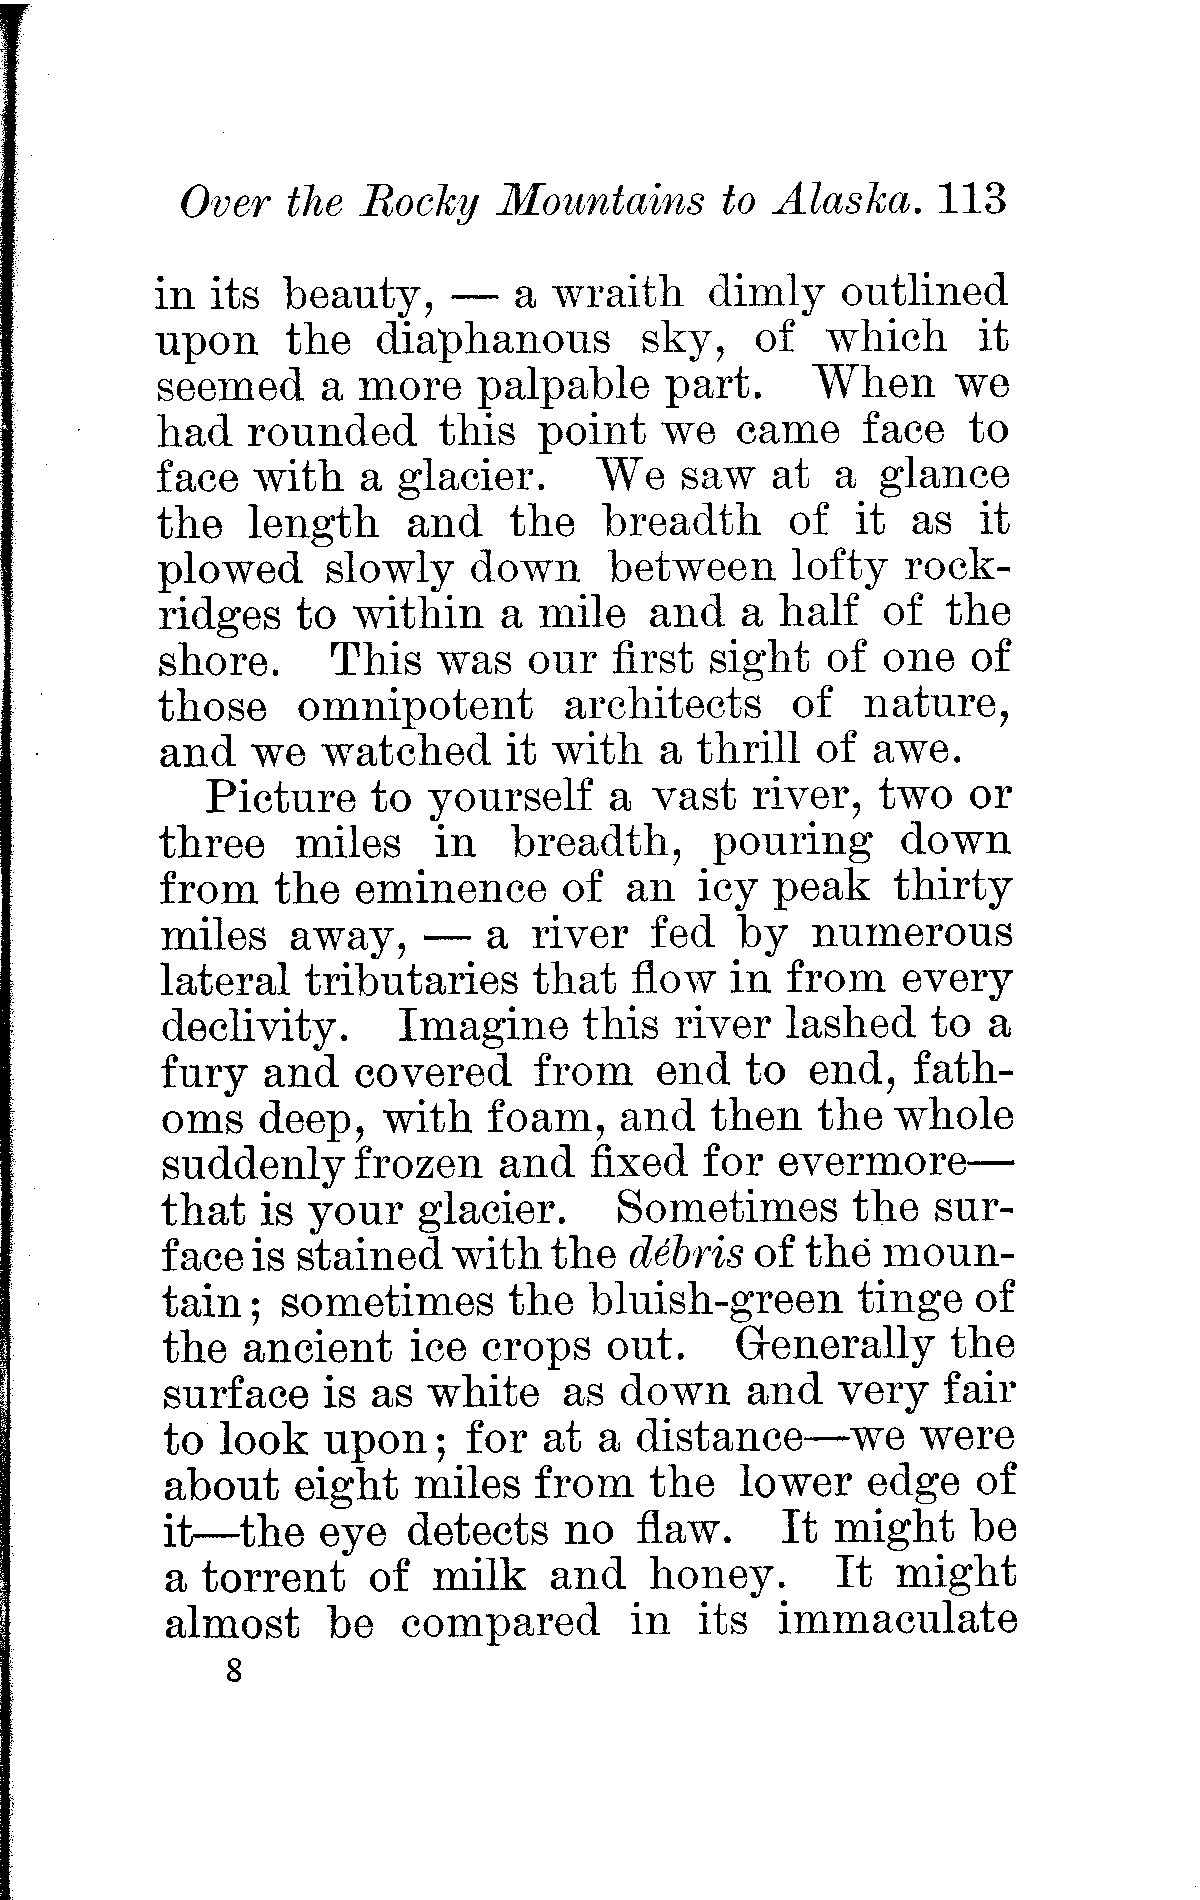 Over the Rocky Mountains to Alaska. 113
in its beauty, — a wraith dimly outlined
upon the diaphanous sky, of which it
seemed a more palpable part. When we
had rounded this point we came face to
face with a glacier. We saw at a glance
the length and the breadth of it as it
plowed slowly down between lofty rock-
ridges to within a mile and a half of the
shore. This was our first sight of one of
those omnipotent architects of nature,
and we watched it with a thrill of awe.
Picture to yourself a vast river, two or
three miles in breadth, pouring down
from the eminence of an icy peak thirty
miles away, — a river fed by numerous
lateral tributaries that flow in from every
declivity. Imagine this river lashed to a
fury and covered from end to end, fath-
oms deep, with foam, and then the whole
suddenly frozen and fixed for evermore—
that is your glacier. Sometimes the sur-
face is stained with the débris of the moun-
tain; sometimes the bluish-green tinge of
the ancient ice crops out. Generally the
surface is as white as down and very fair
to look upon; for at a distance—we were
about eight miles from the lower edge of
it—the eye detects no flaw. It might be
a torrent of milk and honey. It might
almost be compared in its immaculate
8